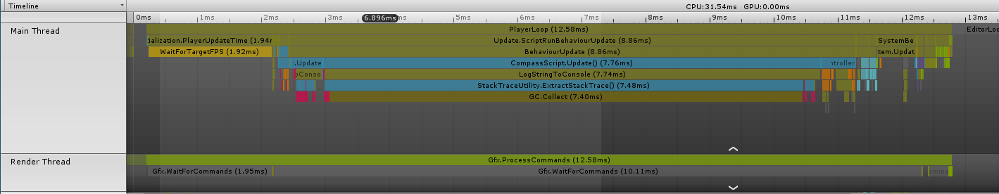 Timeline CPU:31.54ms GPU:0.00ms
0ms 1ms 2ms 3ms 6.896ms 5ms 6ms 7ms 8ms 9ms 10ms 11ms 12ms 13ms
Main Thread PlayerLoop (12.58ms) EditorLoo
ialization.PlayerUpdateTime (1.94r Update.ScriptRunBehaviourUpdate (8.86ms) SystemBe
WaitForTargetFPS (1.92ms) BehaviourUpdate (8.86ms) tem.Updat
:.Update CompassScript.Update() (7.76ms) ntroller
oConso LogStringToConsole (7.74ms)
StackTraceUtility.ExtractStackTrace() (7.48ms)
GC.Collect (7.40ms)
Render Thread Gfx.ProcessCommands (12.58ms)
Gfx.WaitForCommands (1.95ms) Gfx.WaitForCommands (10.11ms) omma